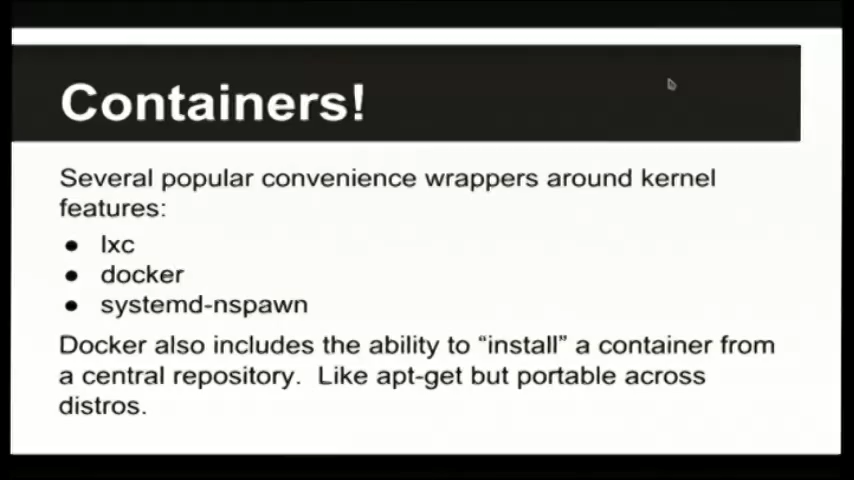 Containers!
Several popular convenience wrappers around kernel
features:
● lxc
● docker
● systemd-nspawn
Docker also includes the ability to “install” a container from
a central repository.  Like apt-get but portable across
distros.